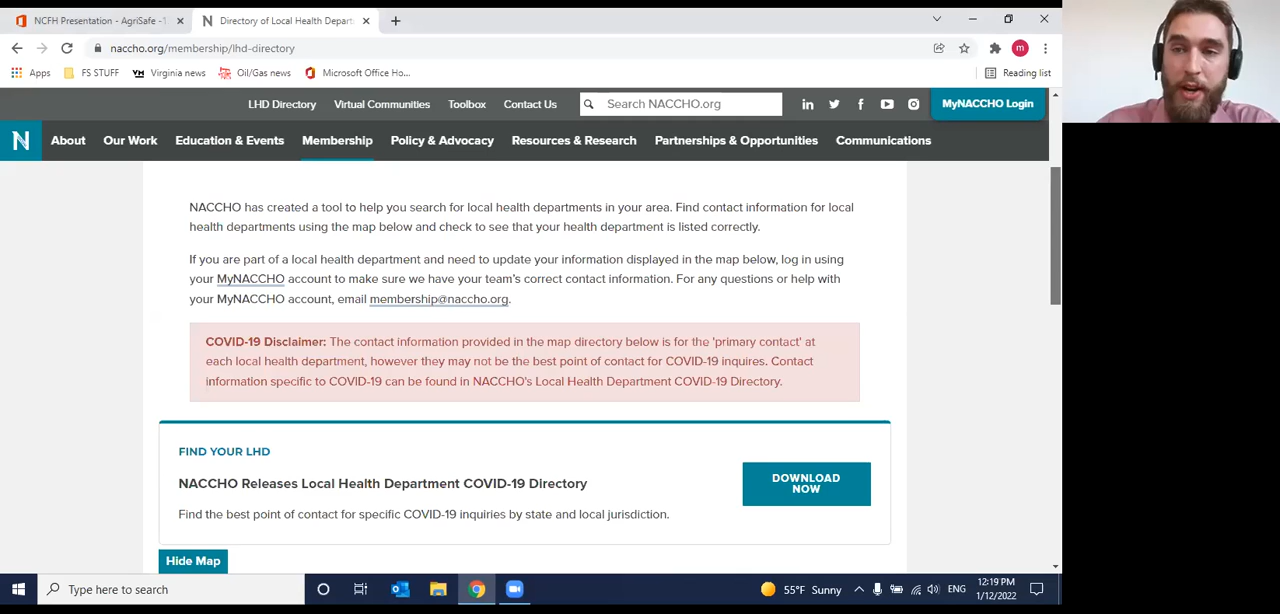 NCFH Presentation - AgriSafe -
Directory of Local Health Depart
naccho.org/membership/lhd-directory
m
Apps
FS STUFF
Virginia news
Oil/Gas news
Microsoft Office Ho...
Reading list
LHD Directory
Virtual Communities
Toolbox
Contact Us
Search NACCHO.org
MyNACCHO Login
N
About
Our Work
Education & Events
Membership
Policy & Advocacy
Resources & Research
Partnerships & Opportunities
Communications
NACCHO has created a tool to help you search for local health departments in your area. Find contact information for local
health departments using the map below and check to see that your health department is listed correctly.
If you are part of a local health department and need to update your information displayed in the map below, log in using
your MyNACCHO account to make sure we have your team's correct contact information. For any questions or help with
your MyNACCHO account, email membership@naccho.org.
COVID-19 Disclaimer: The contact information provided in the map directory below is for the 'primary contact' at
each local health department, however they may not be the best point of contact for COVID-19 inquires. Contact
information specific to COVID-19 can be found in NACCHO's Local Health Department COVID-19 Directory.
FIND YOUR LHD
NACCHO Releases Local Health Department COVID-19 Directory
Find the best point of contact for specific COVID-19 inquiries by state and local jurisdiction.
DOWNLOAD
NOW
Hide Map
Type here to search
55°F Sunny
ENG
12:19 PM
1/12/2022